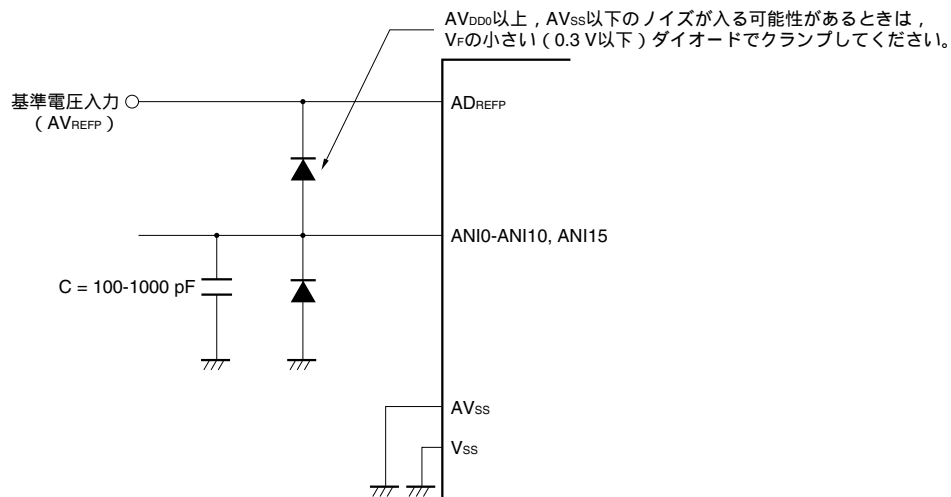 AVDD0以上，AVSS以下のノイズが入る可能性があるときは，
VFの小さい（0.3 V以下）ダイオードでクランプしてください。
基準電圧入力
（AVREFP）
ADREFP
ANI0-ANI10, ANI15
C = 100-1000 pF
AVSS
VSS